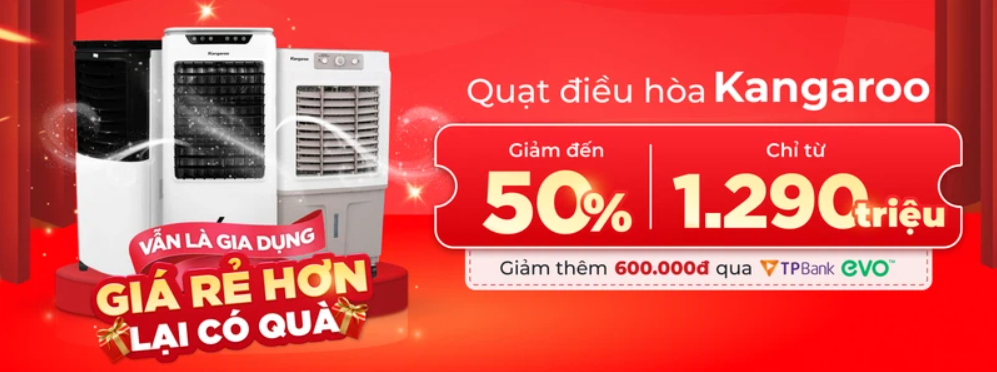 Kangaroo
Kangaroo
Quạt điều hòa Kangaroo
Giảm đến
50%
Chỉ từ
1.290triệu
Giảm thêm 600.000đ qua TPBank EVO™
VẪN LÀ GIA DỤNG
GIÁ RẺ HƠN
LẠI CÓ QUÀ